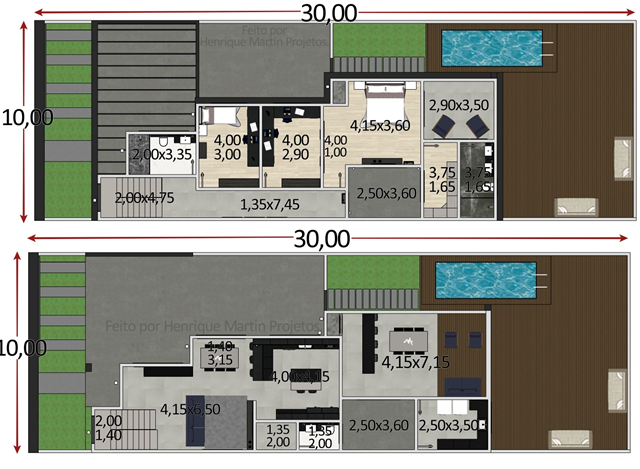 30,00
Feito por
Henrique Martin Projetos
10,00
2,00x3,35
4,00
3,00
4,00
2,90
4,00
1,00
4,15x3,60
2,90x3,50
3,75
1,65
3,75
1,65
2,00x4,75
1,35x7,45
2,50x3,60
30,00
10,00
Feito por Henrique Martin Projetos
1,40
3,15
4,15x7,15
4,15x6,50
2,00
1,40
1,35
2,00
1,35
2,00
2,50x3,60
2,50x3,50